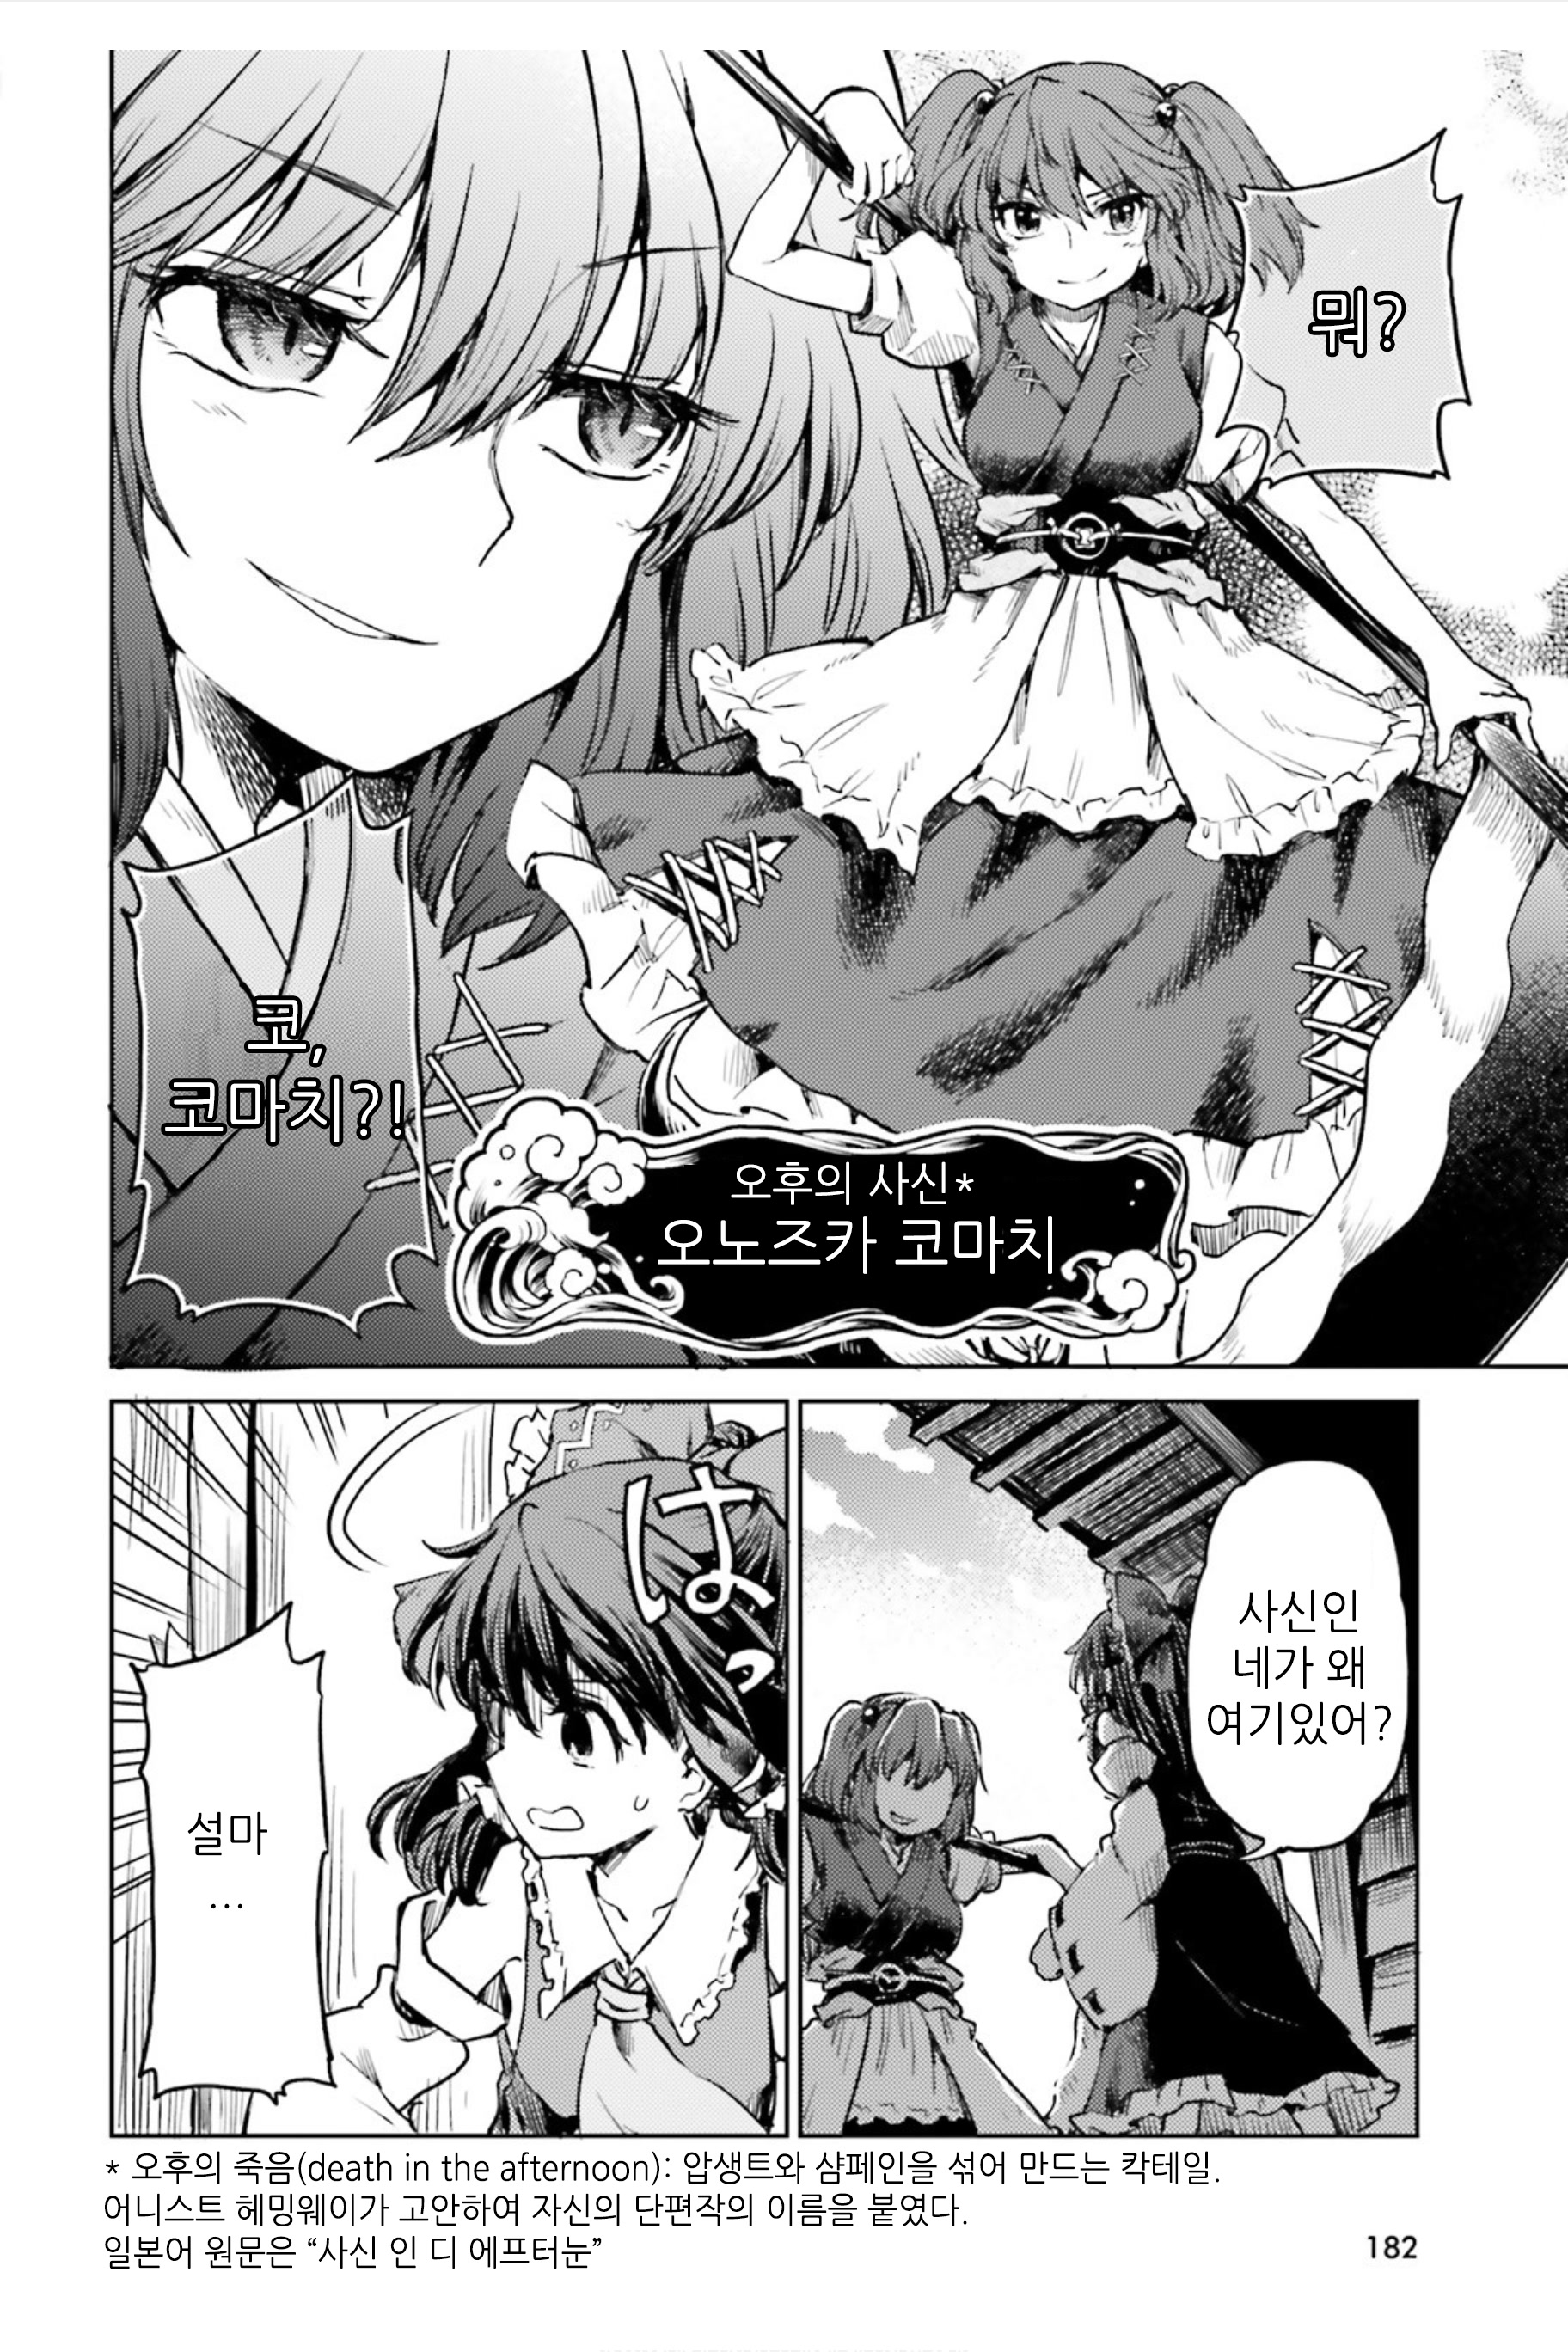 뭐?
코,
코마치?!
오후의 사신*
오노즈카 코마치
사신인
네가 왜
여기있어?
はっ
설마
…
* 오후의 죽음(death in the afternoon): 압생트와 샴페인을 섞어 만드는 칵테일.
어니스트 헤밍웨이가 고안하여 자신의 단편작의 이름을 붙였다.
일본어 원문은 “사신 인 디 에프터눈”
182